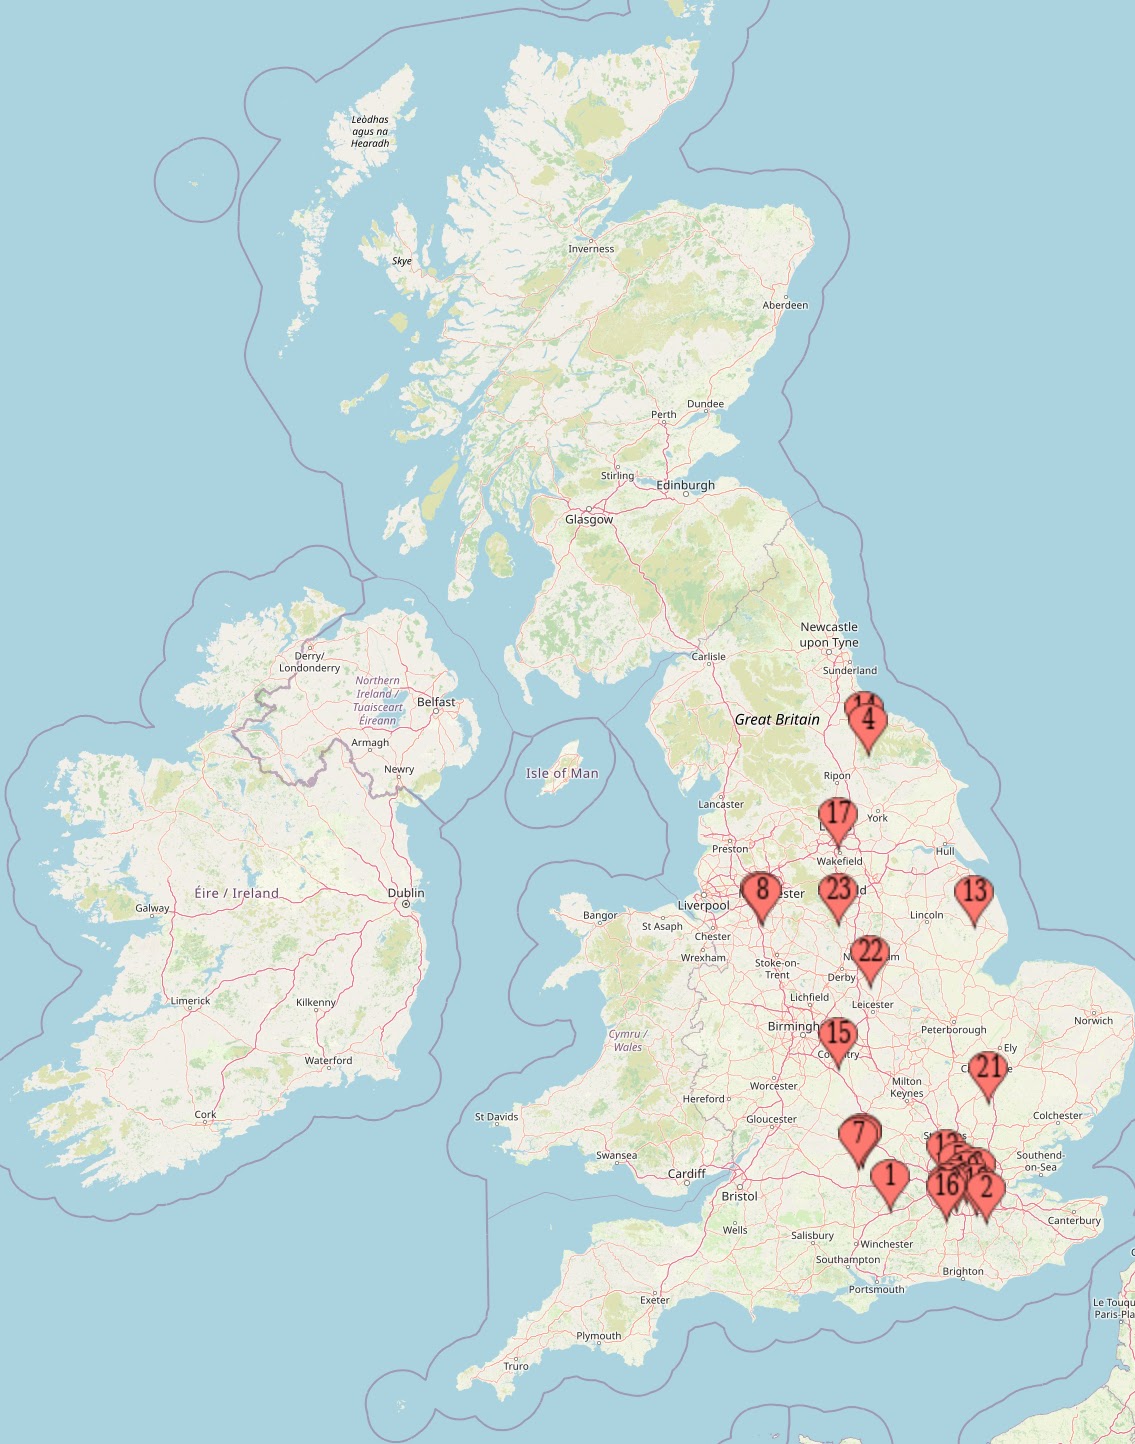 Leòdhas
agus na
Hearadh
Inverness
Skye
Aberdeen
Dundee
Perth
Stirling
Edinburgh
Glasgow
Newcastle
upon Tyne
Carlisle
Sunderland
Derry/
Londonderry
Northern
Ireland /
Tuaisceart
Éireann
Belfast
14
4
Great Britain
Armagh
Newry
Isle of Man
Ripon
Lancaster
17
York
Preston
Wakefield
Hull
8
23
13
Éire / Ireland
Dublin
Liverpool
Galway
Bangor
St Asaph
Lincoln
Chester
Wrexham
22
Stoke-on-
Trent
Derby
Limerick
Kilkenny
Lichfield
Leicester
Norwich
15
Peterborough
Cymru /
Wales
Ely
Waterford
21
Worcester
Milton
Keynes
Hereford
Cork
St Davids
Gloucester
Colchester
7
12
Swansea
Southend-
on-Sea
Cardiff
1
16
2
Bristol
Canterbury
Wells
Salisbury
Winchester
Southampton
Brighton
Portsmouth
Exeter
Plymouth
Truro